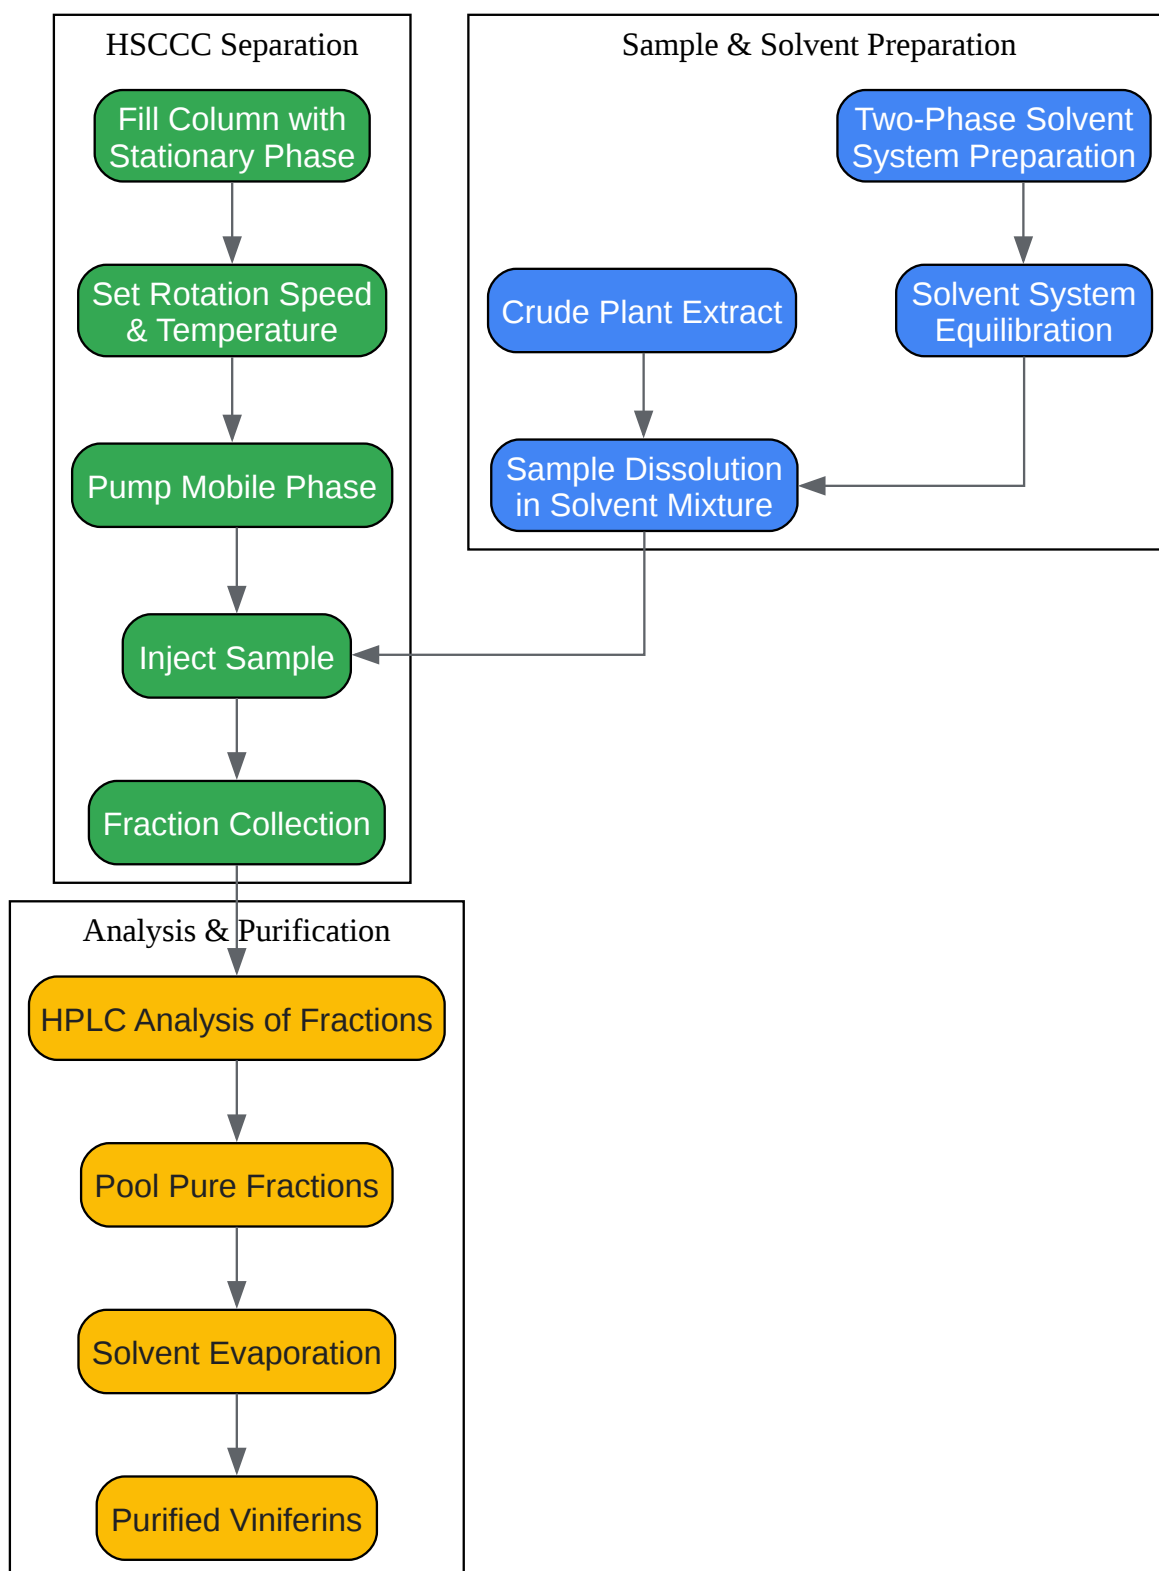 HSCCC Separation
Fill Column with
Stationary Phase
Set Rotation Speed
& Temperature
Pump Mobile Phase
Inject Sample
Fraction Collection
Sample & Solvent Preparation
Two-Phase Solvent
System Preparation
Crude Plant Extract
Solvent System
Equilibration
Sample Dissolution
in Solvent Mixture
Analysis & Purification
HPLC Analysis of Fractions
Pool Pure Fractions
Solvent Evaporation
Purified Viniferins